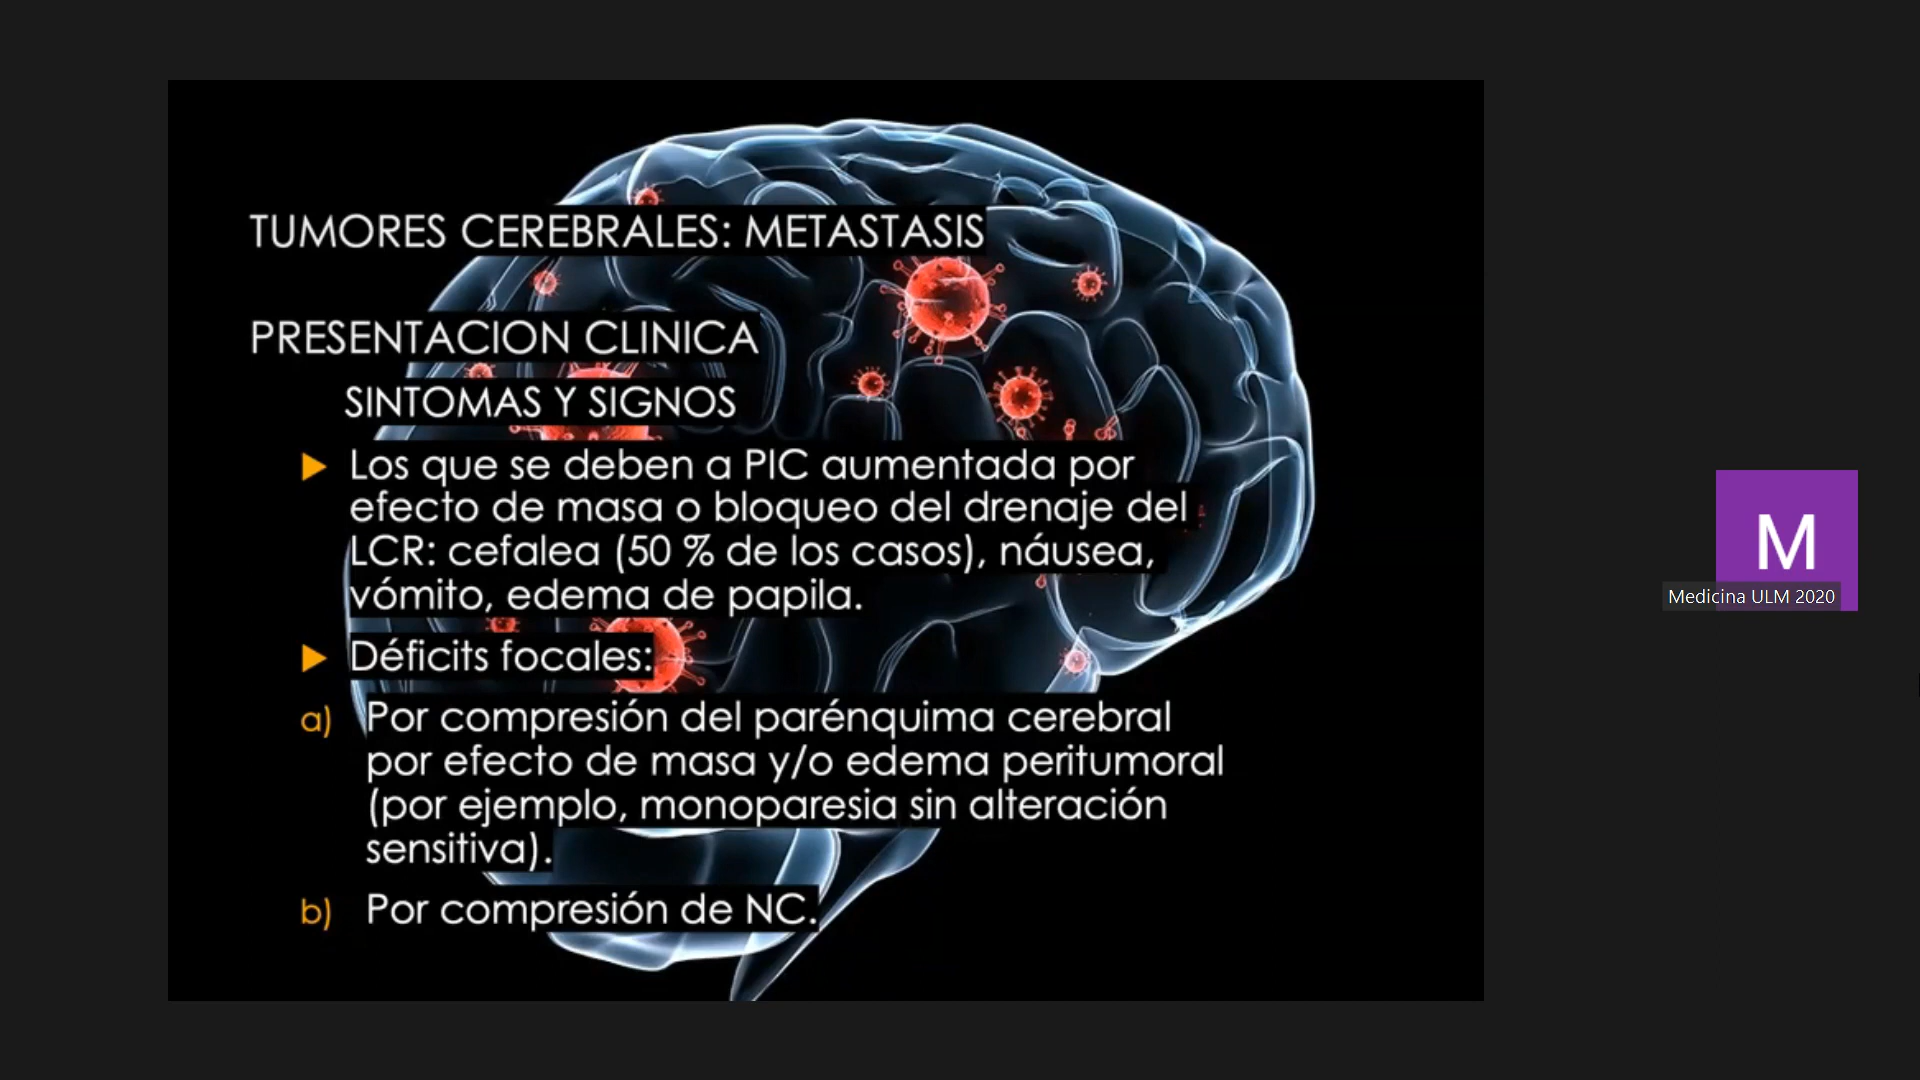 TUMORES CEREBRALES: METASTASIS
PRESENTACION CLINICA
SINTOMAS Y SIGNOS
Los que se deben a PIC aumentada por
efecto de masa o bloqueo del drenaje del
LCR: cefalea (50 % de los casos), náusea,
vómito, edema de papila.
Déficits focales:
a) Por compresión del parénquima cerebral
por efecto de masa y/o edema peritumoral
(por ejemplo, monoparesia sin alteración
sensitiva).
b) Por compresión de NC.
M
Medicina ULM 2020